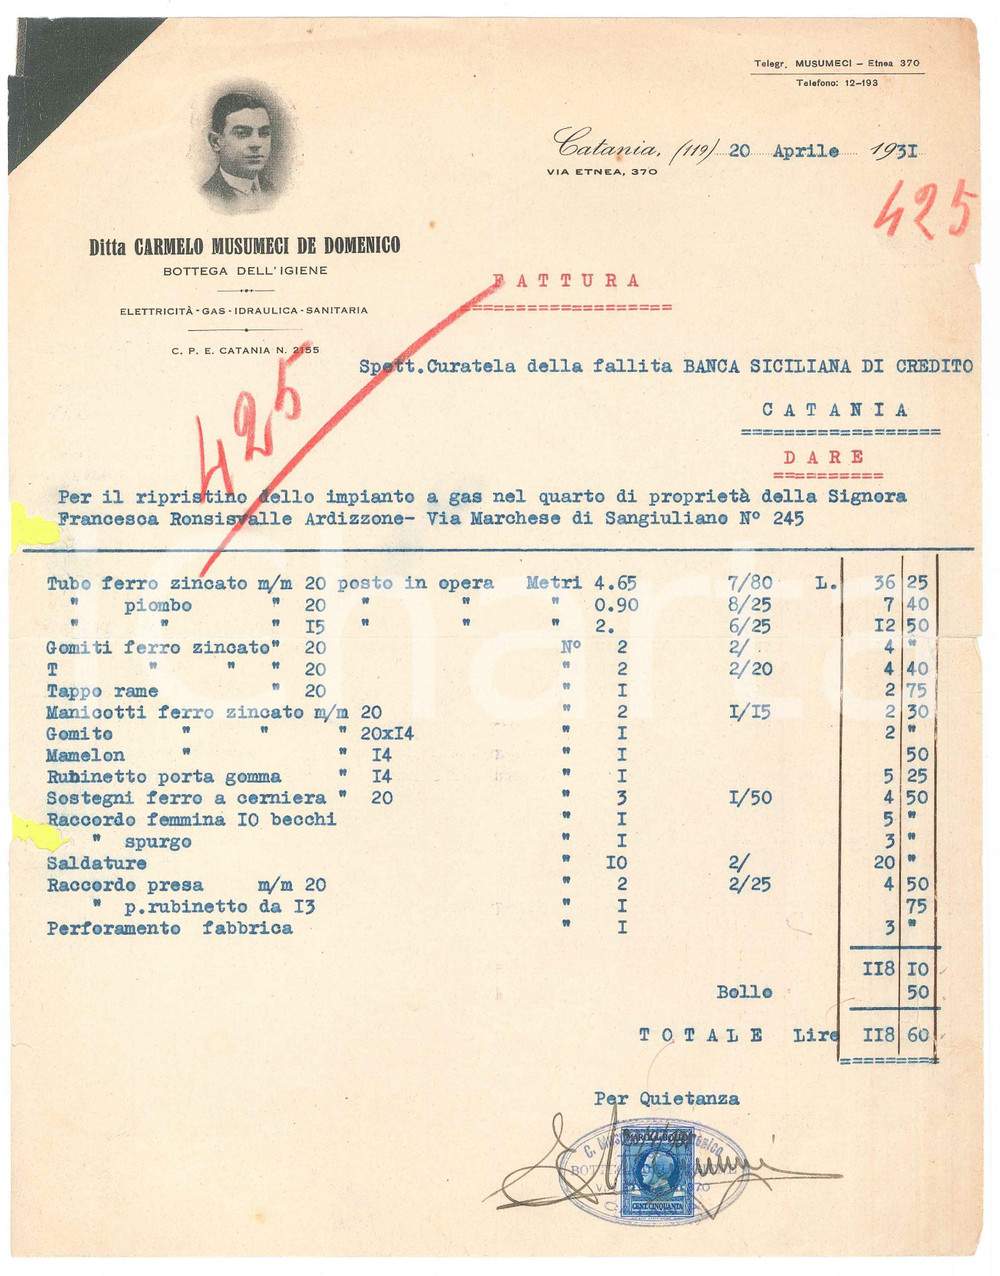 Telegr. MUSUMECI - Etnea 370
Telefono: 12-193
Catania, (119) 20 Aprile 1931
VIA ETNEA, 370
425
Ditta CARMELO MUSUMECI DE DOMENICO
BOTTEGA DELL'IGIENE
ELETTRICITÀ - GAS - IDRAULICA - SANITARIA
C. P. E. CATANIA N. 2155
FATTURA
Spett.Curatela della fallita BANCA SICILIANA DI CREDITO
CATANIA
DARE
425
Per il ripristino dello impianto a gas nel quarto di proprietà della Signora
Francesca Ronsisvalle Ardizzone- Via Marchese di Sangiuliano N° 245
Tubo ferro zincato m/m 20 posto in opera Metri 4.65 7/80 L. 36 25
" piombo " 20 " " " 0.90 8/25 7 40
" " " I5 " " " 2. 6/25 I2 50
Gomiti ferro zincato" 20 N° 2 2/ 4 "
T " " " 20 " 2 2/20 4 40
Tappo rame " 20 " I 2 75
Manicotti ferro zincato m/m 20 " 2 I/I5 2 30
Gomito " " " 20xI4 " I 2 "
Mamelon " " I4 " I 50
Rubinetto porta gomma " I4 " I 5 25
Sostegni ferro a cerniera " 20 " 3 I/50 4 50
Raccordo femmina IO becchi " I 5 "
" spurgo " I 3 "
Saldature " IO 2/ 20 "
Raccordo presa m/m 20 " 2 2/25 4 50
" p.rubinetto da I3 " I 75
Perforamento fabbrica " I 3 "
II8 IO
Bollo 50
TOTALE Lire II8 60
Per Quietanza
CENT. CINQUANTA